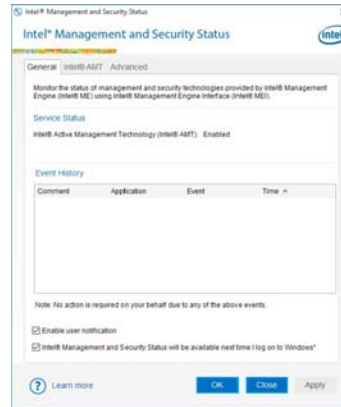 Intel® Management and Security Status
Intel® Management and Security Status
intel
General Intel® AMT Advanced
Monitor the status of management and security technologies provided by Intel® Management
Engine (Intel® ME) using Intel® Management Engine Interface (Intel® MEI).
Service Status
Intel® Active Management Technology (Intel® AMT): Enabled
Event History
Comment Application Event Time
Note: No action is required on your behalf due to any of the above events.
Enable user notification
Intel® Management and Security Status will be available next time I log on to Windows*
? Learn more OK Close Apply